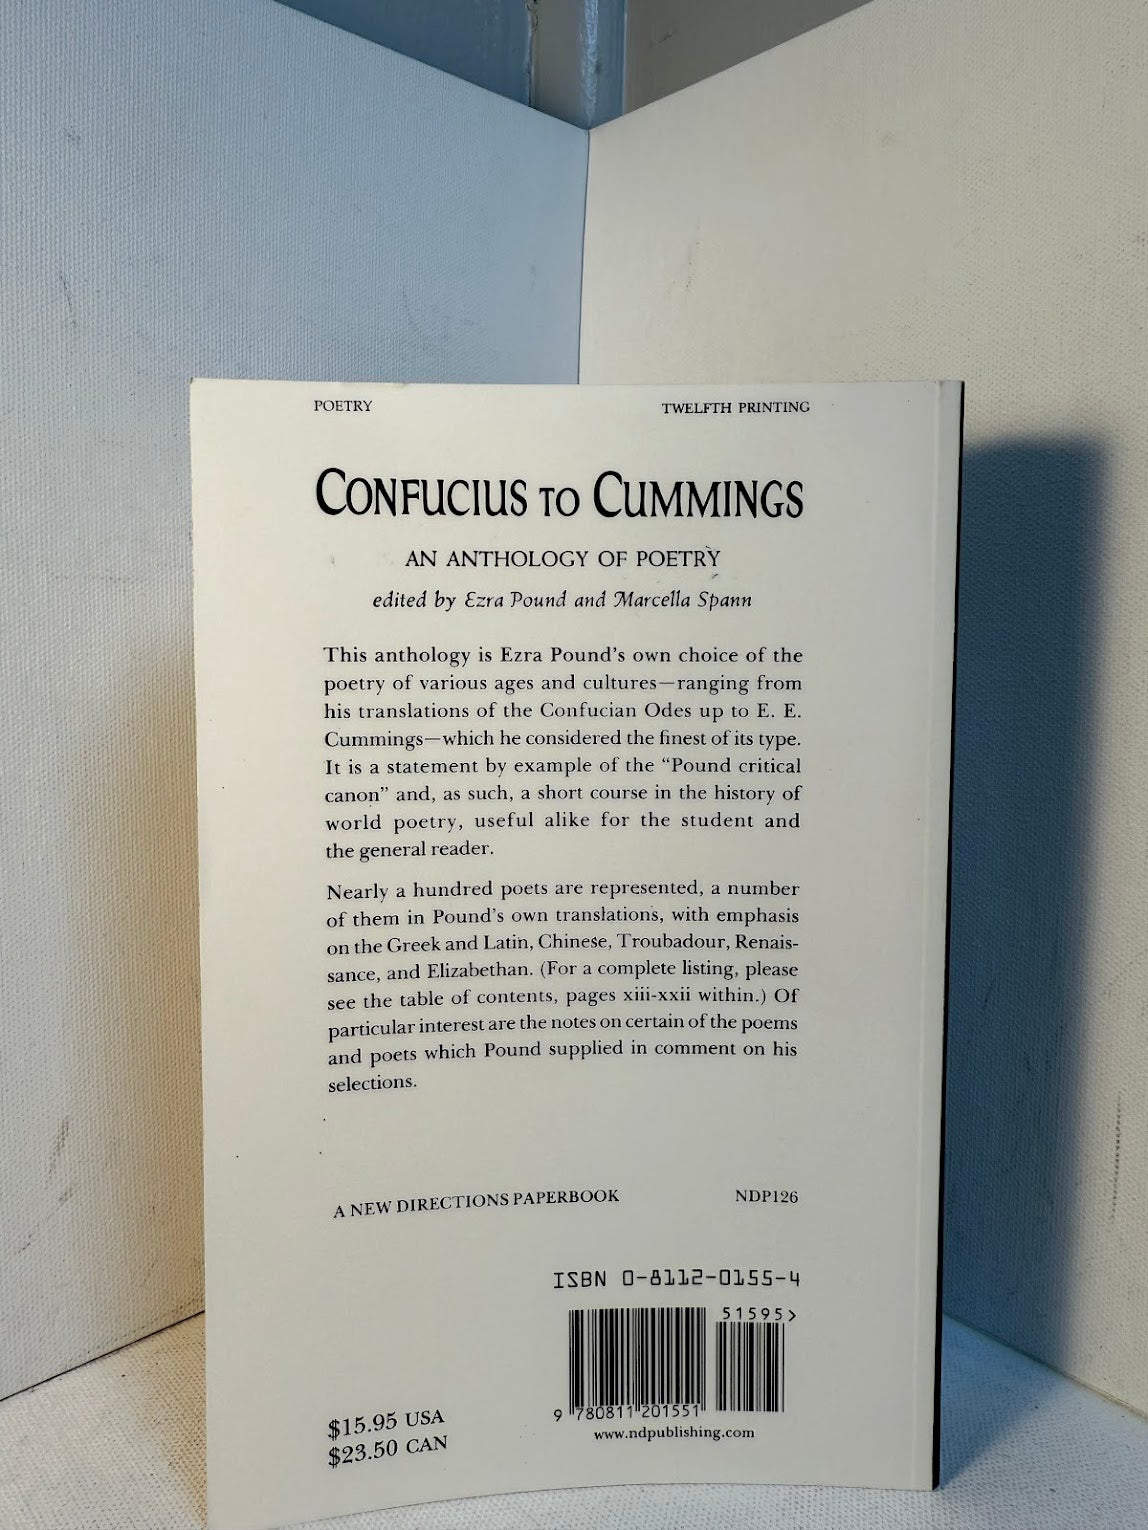 POETRY
TWELFTH PRINTING
CONFUCIUS TO CUMMINGS
AN ANTHOLOGY OF POETRY
edited by Ezra Pound and Marcella Spann
This anthology is Ezra Pound's own choice of the
poetry of various ages and cultures—ranging from
his translations of the Confucian Odes up to E. E.
Cummings—which he considered the finest of its type.
It is a statement by example of the "Pound critical
canon" and, as such, a short course in the history of
world poetry, useful alike for the student and
the general reader.
Nearly a hundred poets are represented, a number
of them in Pound's own translations, with emphasis
on the Greek and Latin, Chinese, Troubadour, Renais-
sance, and Elizabethan. (For a complete listing, please
see the table of contents, pages xiii-xxii within.) Of
particular interest are the notes on certain of the poems
and poets which Pound supplied in comment on his
selections.
A NEW DIRECTIONS PAPERBOOK
NDP126
ISBN 0-8112-0155-4
51595>
9 780811 201551
www.ndpublishing.com
$15.95 USA
$23.50 CAN